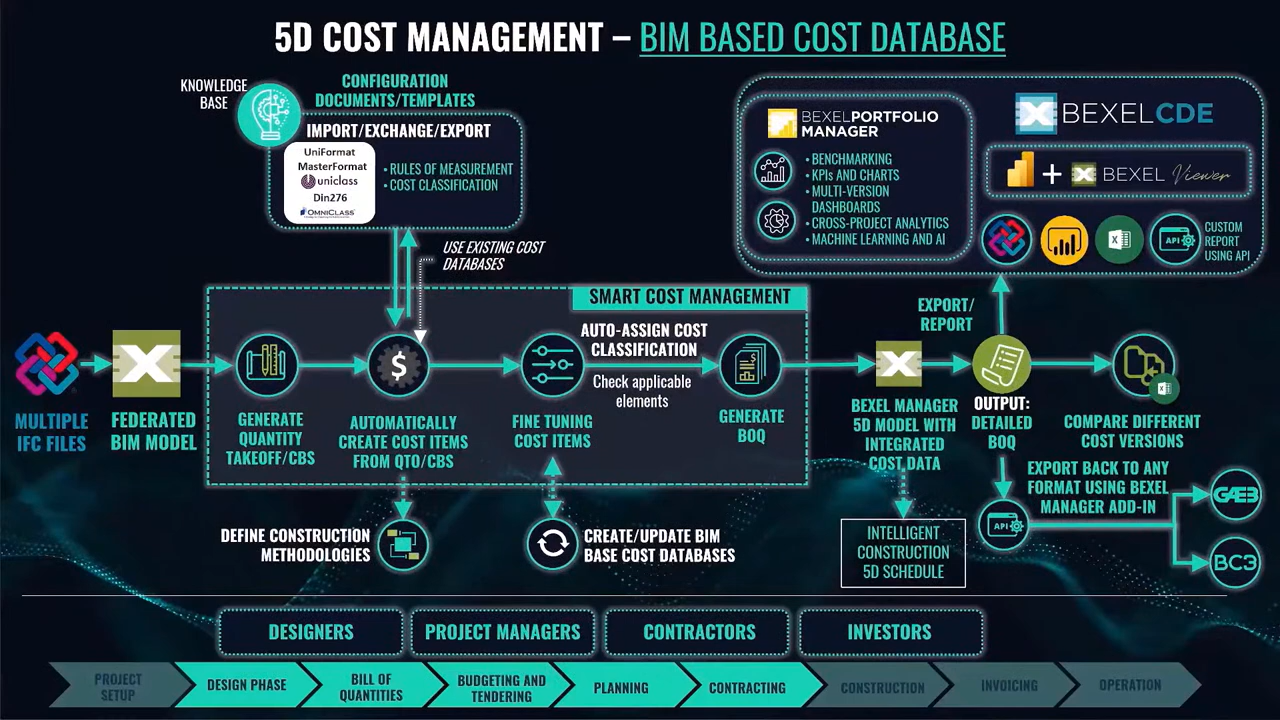 5D COST MANAGEMENT – BIM BASED COST DATABASE
KNOWLEDGE
BASE
CONFIGURATION
DOCUMENTS/TEMPLATES
IMPORT/EXCHANGE/EXPORT
UniFormat
MasterFormat
uniclass
Din276
OMNICLASS
• RULES OF MEASUREMENT
• COST CLASSIFICATION
USE EXISTING COST
DATABASES
BEXELPORTFOLIO
MANAGER
• BENCHMARKING
• KPIs AND CHARTS
• MULTI-VERSION
DASHBOARDS
• CROSS-PROJECT ANALYTICS
• MACHINE LEARNING AND AI
BEXELCDE
+ BEXEL Viewer
API
CUSTOM
REPORT
USING API
EXPORT/
REPORT
SMART COST MANAGEMENT
MULTIPLE
IFC FILES
FEDERATED
BIM MODEL
GENERATE
QUANTITY
TAKEOFF/CBS
$
AUTOMATICALLY
CREATE COST ITEMS
FROM QTO/CBS
FINE TUNING
COST ITEMS
AUTO-ASSIGN COST
CLASSIFICATION
Check applicable
elements
GENERATE
BOQ
BEXEL MANAGER
5D MODEL WITH
INTEGRATED
COST DATA
OUTPUT:
DETAILED
BOQ
COMPARE DIFFERENT
COST VERSIONS
DEFINE CONSTRUCTION
METHODOLOGIES
CREATE/UPDATE BIM
BASE COST DATABASES
INTELLIGENT
CONSTRUCTION
5D SCHEDULE
EXPORT BACK TO ANY
FORMAT USING BEXEL
MANAGER ADD-IN
API
GAEB
BC3
DESIGNERS
PROJECT MANAGERS
CONTRACTORS
INVESTORS
PROJECT
SETUP
DESIGN PHASE
BILL OF
QUANTITIES
BUDGETING AND
TENDERING
PLANNING
CONTRACTING
CONSTRUCTION
INVOICING
OPERATION